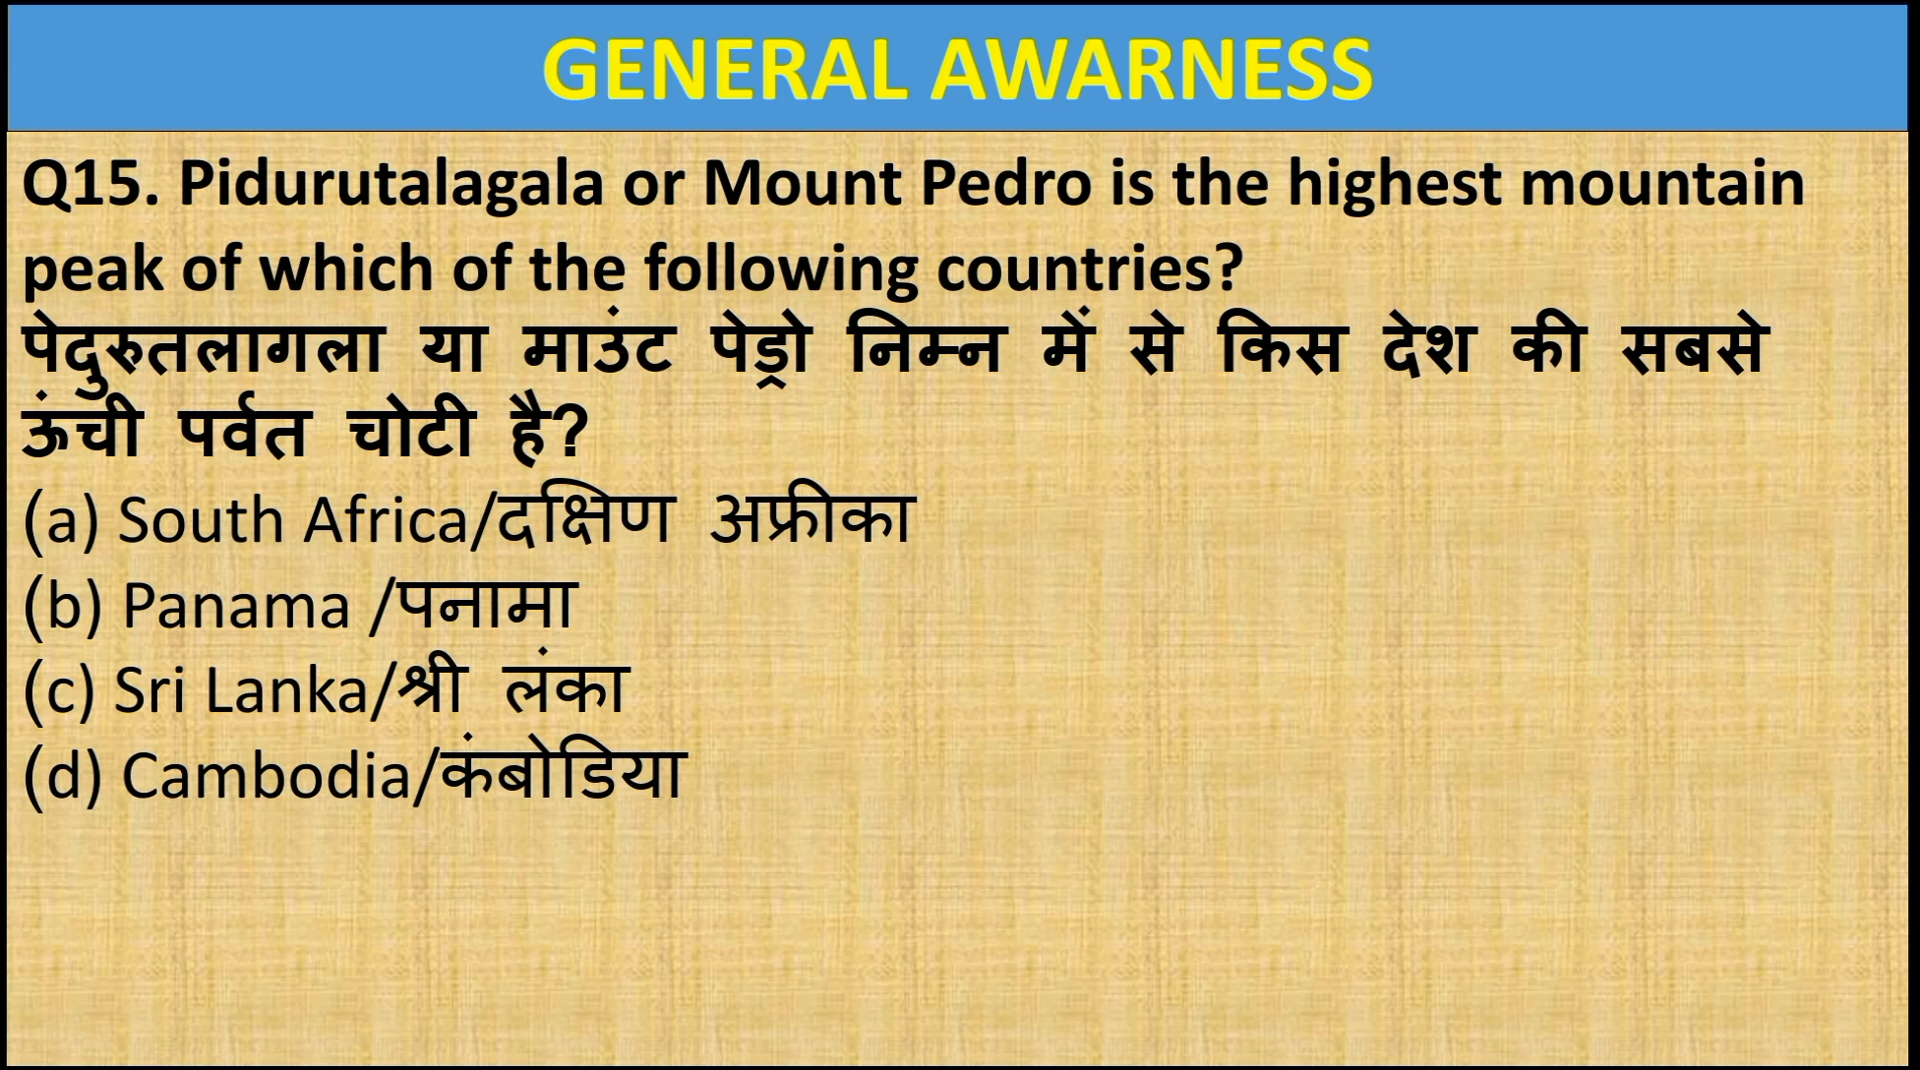 GENERAL AWARNESS
Q15. Pidurutalagala or Mount Pedro is the highest mountain
peak of which of the following countries?
पेदुरुतलागला या माउंट पेड्रो निम्न में से किस देश की सबसे
ऊंची पर्वत चोटी है?
(a) South Africa/दक्षिण अफ्रीका
(b) Panama /पनामा
(c) Sri Lanka/श्री लंका
(d) Cambodia/कंबोडिया